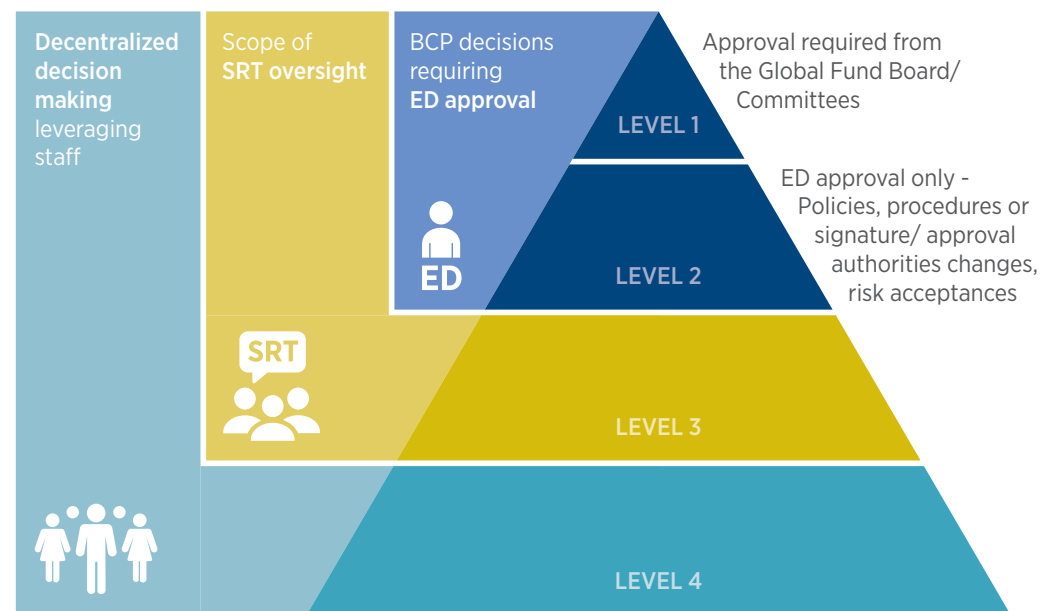 Decentralized
decision
making
leveraging
staff
Scope of
SRT oversight
BCP decisions
requiring
ED approval
ED
SRT
LEVEL 1
LEVEL 2
LEVEL 3
LEVEL 4
Approval required from
the Global Fund Board/
Committees
ED approval only -
Policies, procedures or
signature/ approval
authorities changes,
risk acceptances